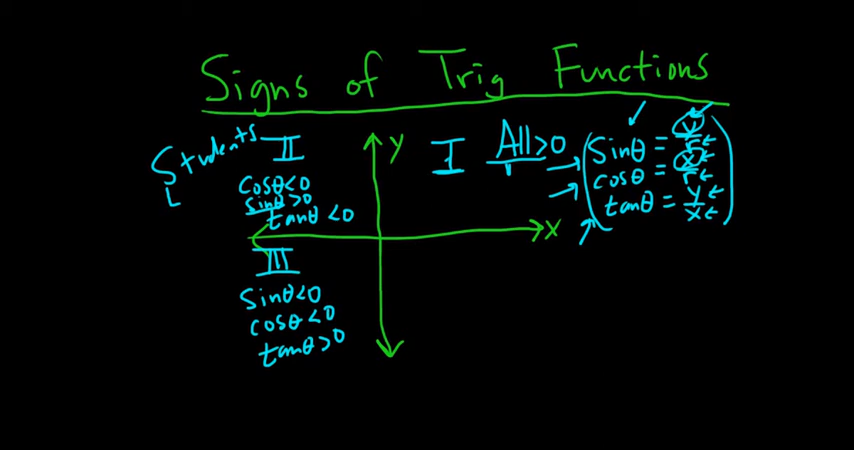 Signs of Trig Functions
Students
II
cosθ<0
sinθ>0
tanθ<0
y
I
All>0
sinθ = y/r
cosθ = x/r
tanθ = y/x
x
III
sinθ<0
cosθ<0
tanθ>0